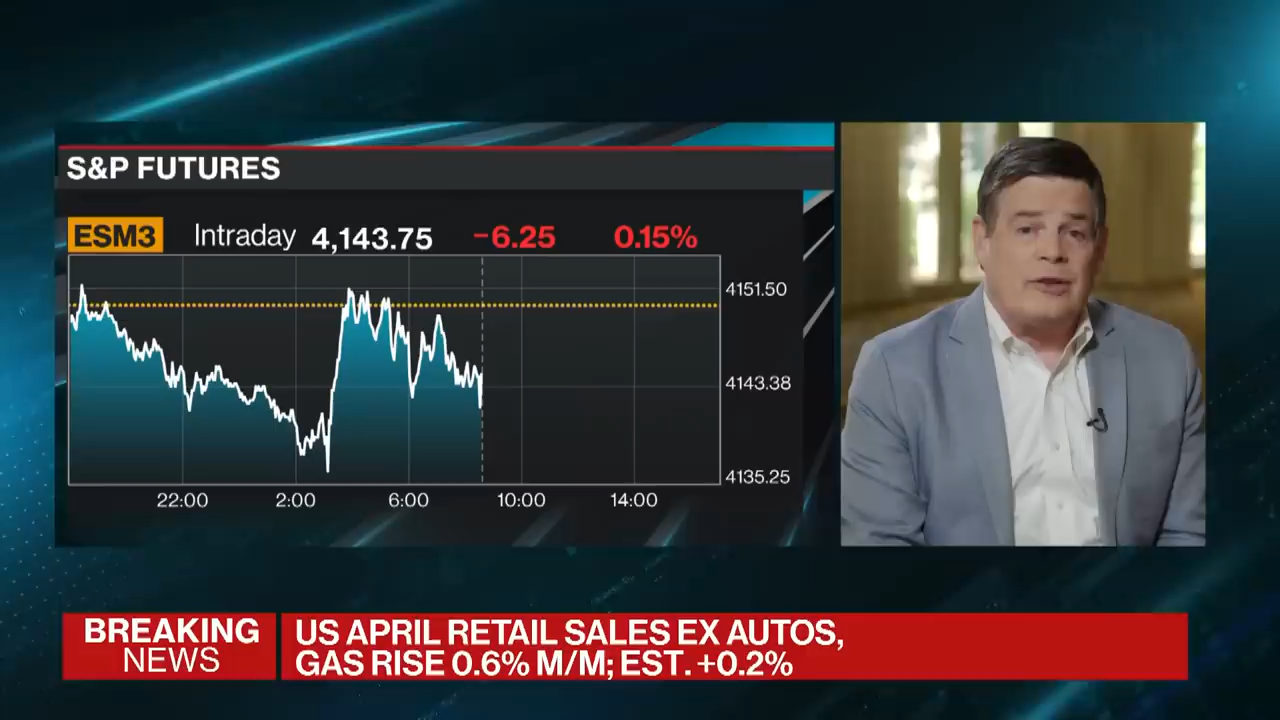 S&P FUTURES
ESM3 Intraday 4,143.75 -6.25 0.15%
4151.50
4143.38
4135.25
22:00 2:00 6:00 10:00 14:00
BREAKING NEWS
US APRIL RETAIL SALES EX AUTOS,
GAS RISE 0.6% M/M; EST. +0.2%